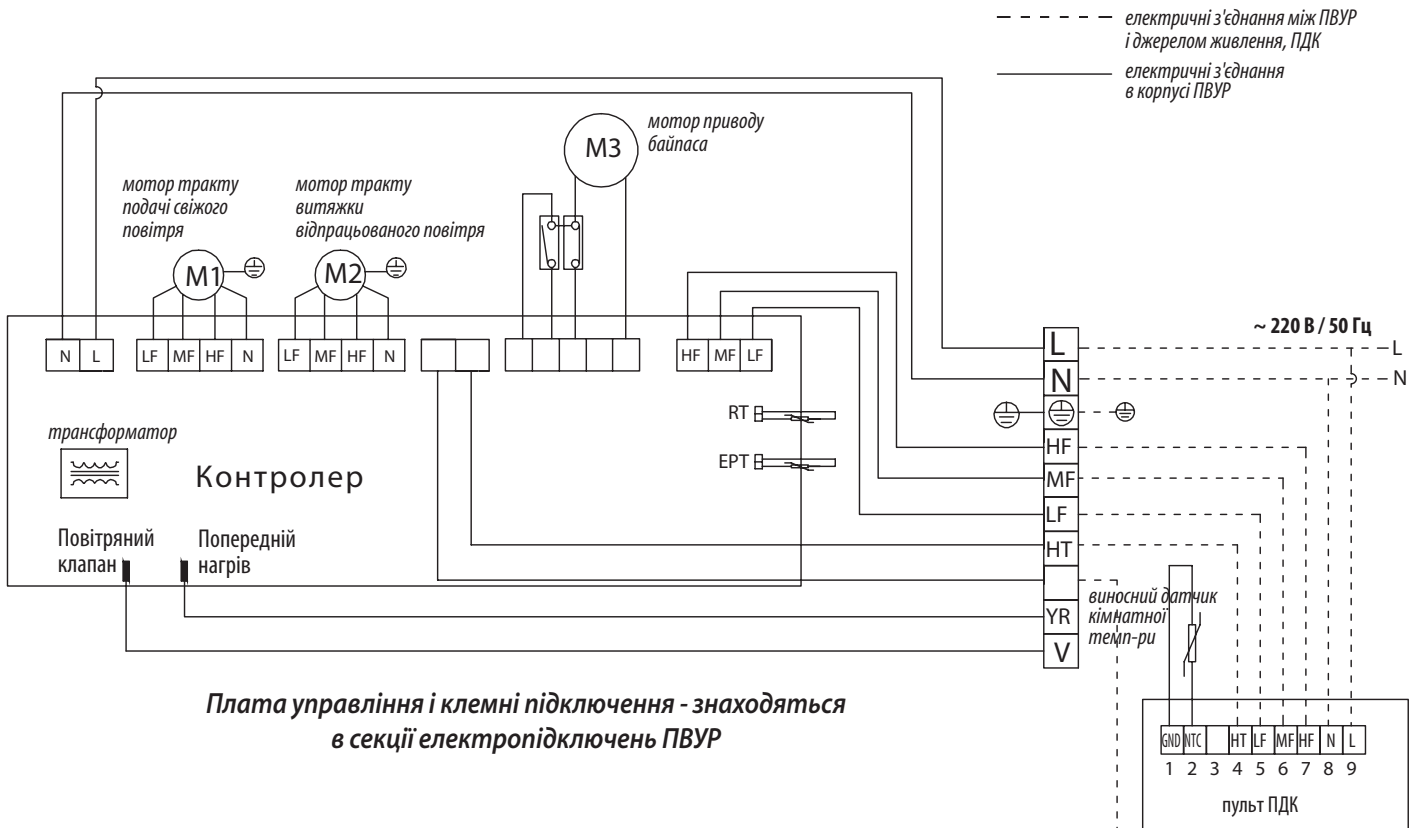 електричні з'єднання між ПВУР
і джерелом живлення, ПДК
електричні з'єднання
в корпусі ПВУР
мотор приводу
байпаса
M3
мотор тракту
подачі свіжого
повітря
мотор тракту
витяжки
відпрацьованого повітря
M1
M2
~ 220 В / 50 Гц
N L
LF MF HF N
LF MF HF N
HF MF LF
L
L
N
N
RT
EPT
HF
MF
LF
HT
YR
V
трансформатор
Контролер
Повітряний
клапан
Попередній
нагрів
виносний датчик
кімнатної
темп-ри
Плата управління і клемні підключення - знаходяться
в секції електропідключень ПВУР
GND NTC HT LF MF HF N L
1 2 3 4 5 6 7 8 9
пульт ПДК